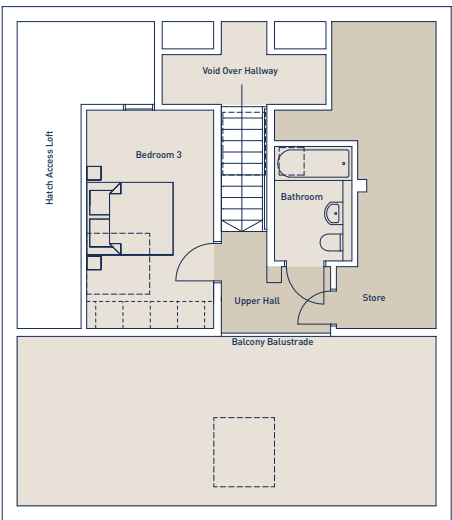 Void Over Hallway
Hatch Access Loft
Bedroom 3
Bathroom
Upper Hall
Store
Balcony Balustrade